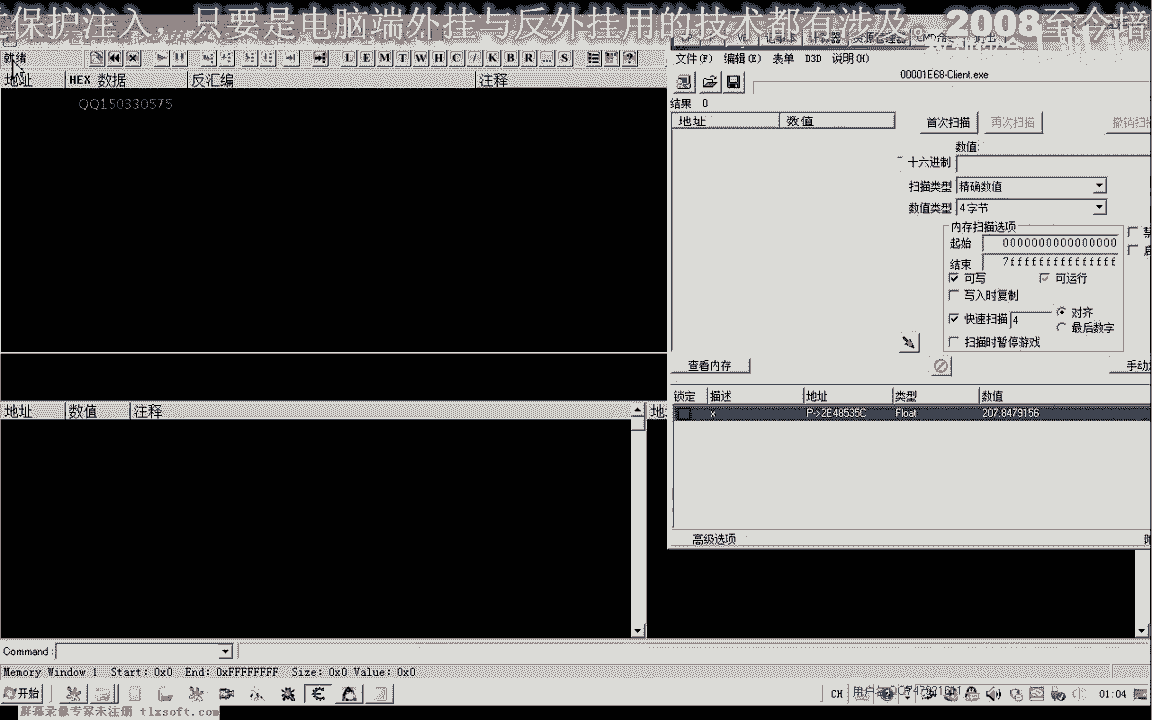 保护注入，只要是电脑端外挂与反外挂用的技术都有涉及。2008至今培
就绪
L E M T W H C / K B R ... S
地址 HEX 数据 反汇编 注释
QQ150330575
文件(F) 编辑(E) 表单 D3D 说明(H)
00001E68-Client.exe
结果 0
地址 数值
首次扫描 再次扫描 撤销扫
数值:
十六进制
扫描类型 精确数值
数值类型 4字节
内存扫描选项
起始 0000000000000000
结束 7fffffffffffffff
可写 可运行
写入时复制
快速扫描 4 对齐
最后数字
扫描时暂停游戏
查看内存 手动
锁定 描述 地址 类型 数值
x P->2E48535C Float 207.8479156
高级选项
地址 数值 注释 地
Command:
Memory Window 1 Start: 0x0 End: 0xFFFFFFFF Size: 0x0 Value: 0x0
开始 CH 01:04
屏幕录像专家未注册 tlxsoft.com